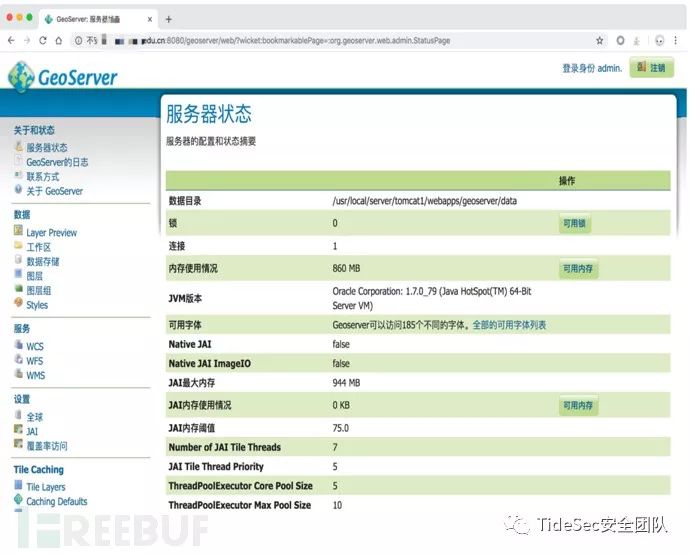 GeoServer: 服务器状态
edu.cn:8080/geoserver/web/?wicket:bookmarkablePage=:org.geoserver.web.admin.StatusPage
GeoServer
登录身份 admin.
注销
关于和状态
服务器状态
GeoServer的日志
联系方式
关于 GeoServer
数据
Layer Preview
工作区
数据存储
图层
图层组
Styles
服务
WCS
WFS
WMS
设置
全球
JAI
覆盖率访问
Tile Caching
Tile Layers
Caching Defaults
服务器状态
服务器的配置和状态摘要
操作
数据目录 /usr/local/server/tomcat1/webapps/geoserver/data
锁 0 可用锁
连接 1
内存使用情况 860 MB 可用内存
JVM版本 Oracle Corporation: 1.7.0_79 (Java HotSpot(TM) 64-Bit
Server VM)
可用字体 Geoserver可以访问185个不同的字体。全部的可用字体列表
Native JAI false
Native JAI ImageIO false
JAI最大内存 944 MB
JAI内存使用情况 0 KB 可用内存
JAI内存阈值 75.0
Number of JAI Tile Threads 7
JAI Tile Thread Priority 5
ThreadPoolExecutor Core Pool Size 5
ThreadPoolExecutor Max Pool Size 10
FREEBUF
TideSec安全团队